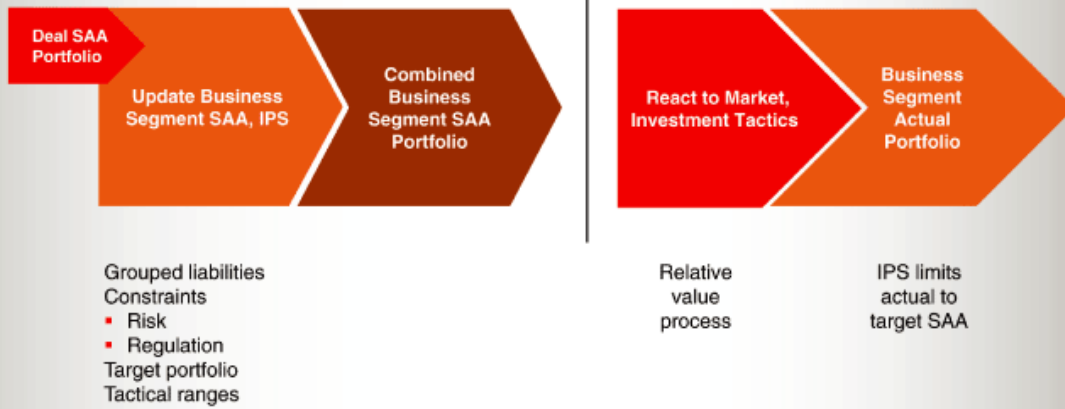 Deal SAA
Portfolio
Update Business
Segment SAA, IPS
Combined
Business
Segment SAA
Portfolio
React to Market,
Investment Tactics
Business
Segment
Actual
Portfolio
Grouped liabilities
Constraints
▪ Risk
▪ Regulation
Target portfolio
Tactical ranges
Relative
value
process
IPS limits
actual to
target SAA